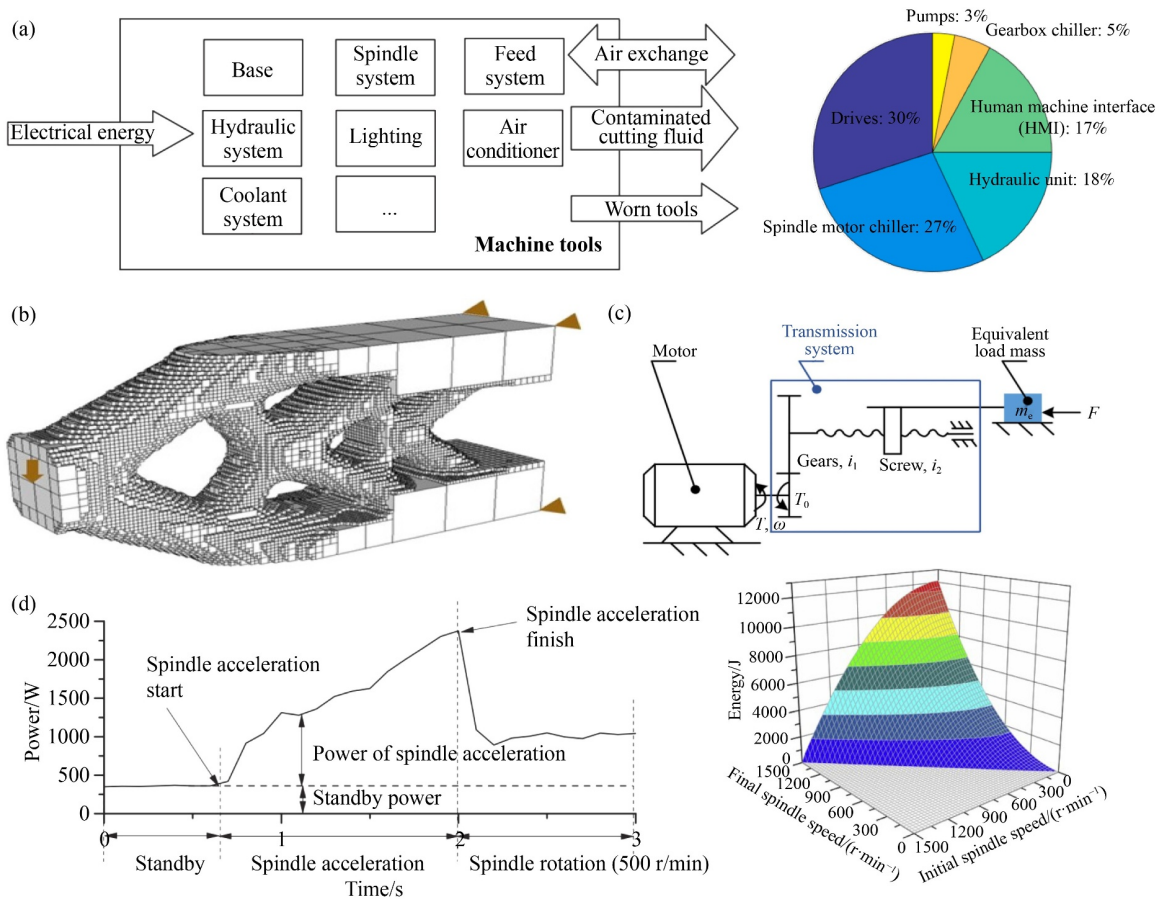 (a)
Electrical energy
Base
Spindle
system
Feed
system
Hydraulic
system
Lighting
Air
conditioner
Coolant
system
...
Machine tools
Air exchange
Contaminated
cutting fluid
Worn tools
Pumps: 3%
Gearbox chiller: 5%
Human machine interface
(HMI): 17%
Drives: 30%
Hydraulic unit: 18%
Spindle motor chiller: 27%
(b)
(c)
Motor
Transmission
system
Equivalent
load mass
mₑ
F
Gears, i₁
Screw, i₂
T₀
T, ω
(d)
Power/W
2500
2000
1500
1000
500
0
Spindle acceleration
start
Spindle acceleration
finish
Power of spindle acceleration
Standby power
0
1
2
3
Standby
Spindle acceleration
Spindle rotation (500 r/min)
Time/s
Energy/J
12000
10000
8000
6000
4000
2000
0
1500
1200
900
600
300
0
Final spindle speed/(r·min⁻¹)
1500
1200
900
600
300
0
Initial spindle speed/(r·min⁻¹)